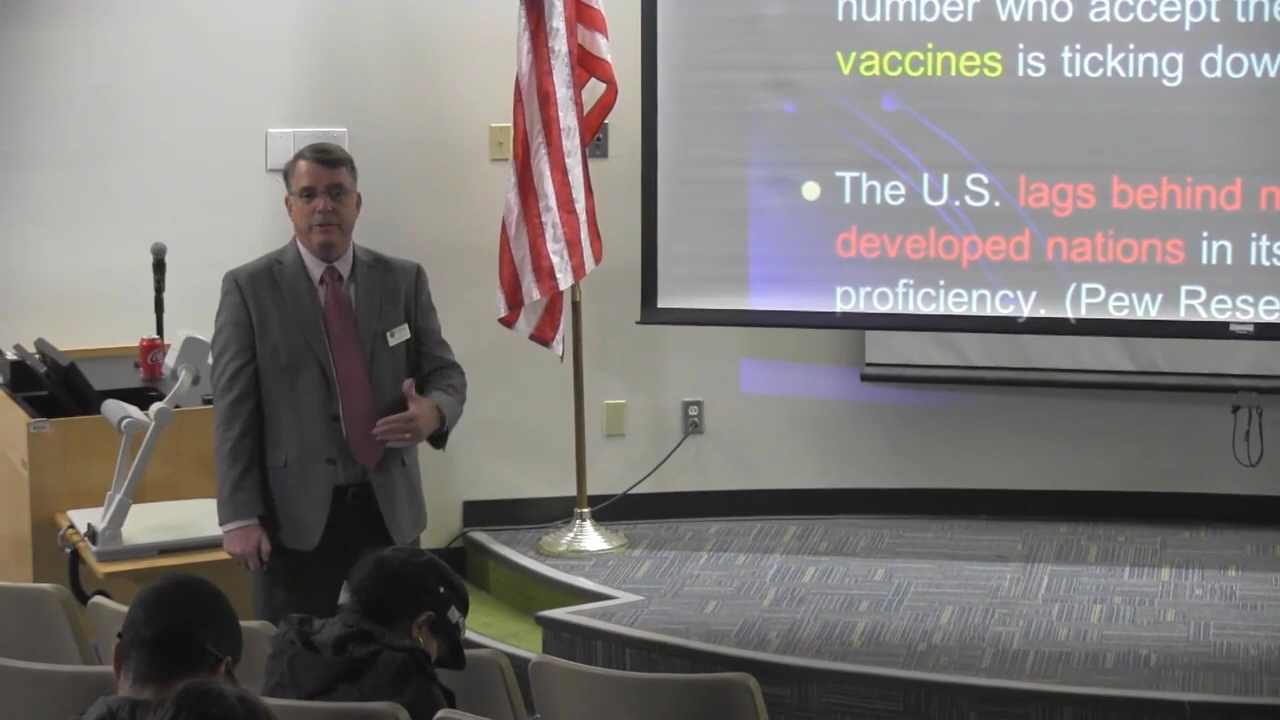 number who accept the
vaccines is ticking dow
The U.S. lags behind
developed nations in its
proficiency. (Pew Rese